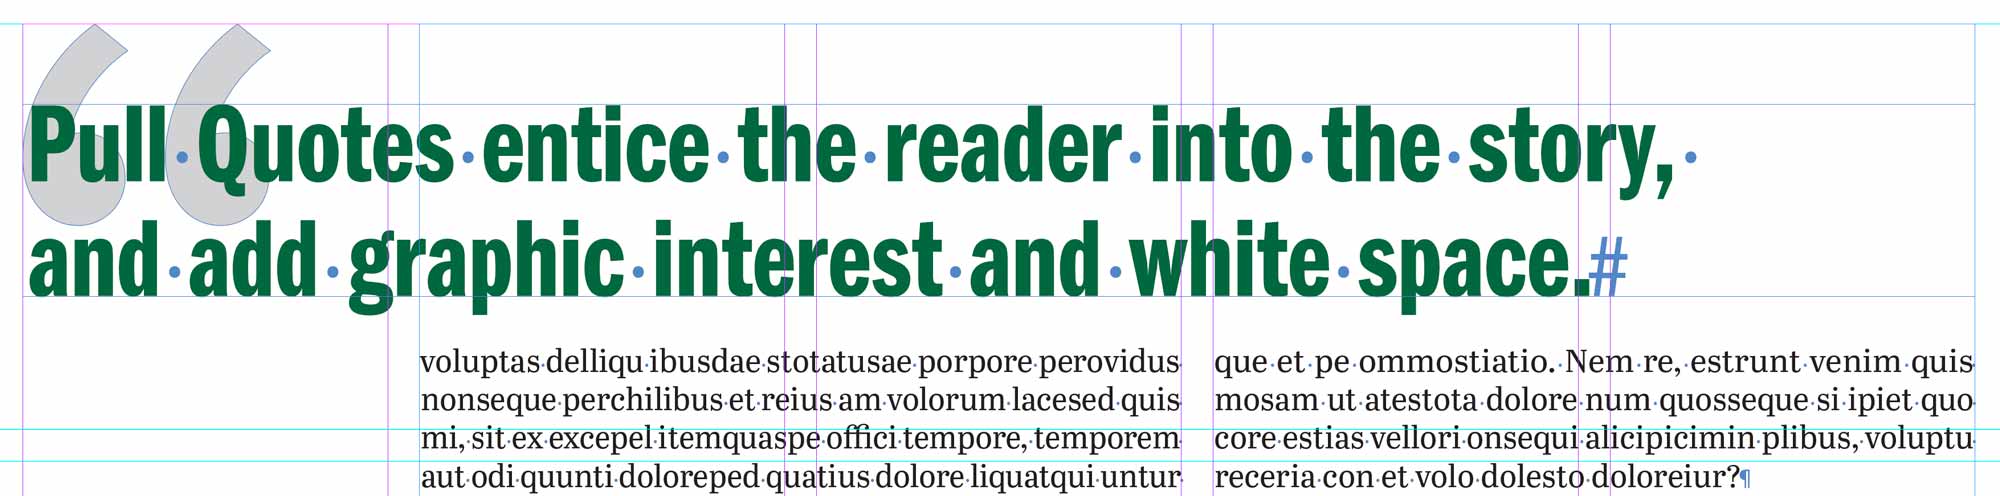 “
Pull Quotes entice the reader into the story,
and add graphic interest and white space.#
voluptas delliqu ibusdae stotatusae porpore perovidus
nonseque perchilibus et reius am volorum lacesed quis
mi, sit ex excepel itemquaspe offici tempore, temporem
aut odi quunti doloreped quatius dolore liquatqui untur
que et pe ommostiatio. Nem re, estrunt venim quis
mosam ut atestota dolore num quosseque si ipiet quo
core estias vellori onsequi alicipicimin plibus, voluptu
receria con et volo dolesto doloreiur?¶